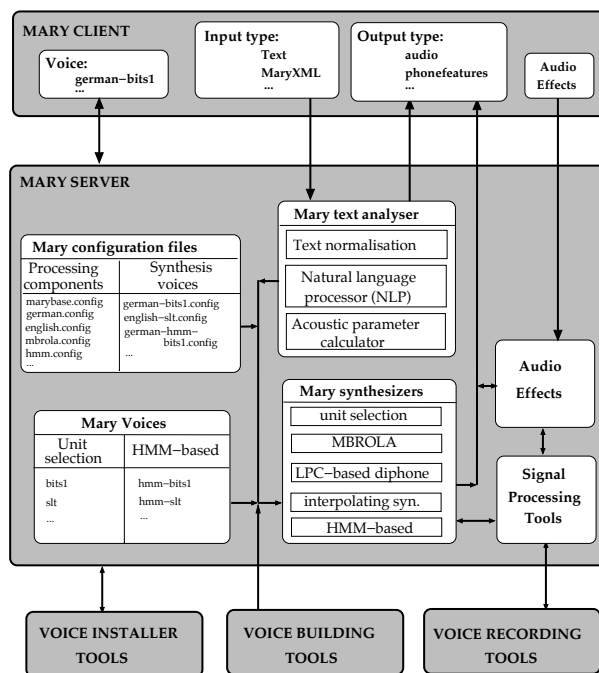 MARY CLIENT
Voice:
german−bits1
...
Input type:
Text
MaryXML
...
Output type:
audio
phonefeatures
...
Audio
Effects
MARY SERVER
Mary configuration files
Processing
components
marybase.config
german.config
english.config
mbrola.config
hmm.config
...
Synthesis
voices
german−bits1.config
english−slt.config
german−hmm−
bits1.config
...
Mary text analyser
Text normalisation
Natural language
processor (NLP)
Acoustic parameter
calculator
Mary Voices
Unit
selection
bits1
slt
...
HMM−based
hmm−bits1
hmm−slt
...
Mary synthesizers
unit selection
MBROLA
LPC−based diphone
interpolating syn.
HMM−based
Audio
Effects
Signal
Processing
Tools
VOICE INSTALLER
TOOLS
VOICE BUILDING
TOOLS
VOICE RECORDING
TOOLS